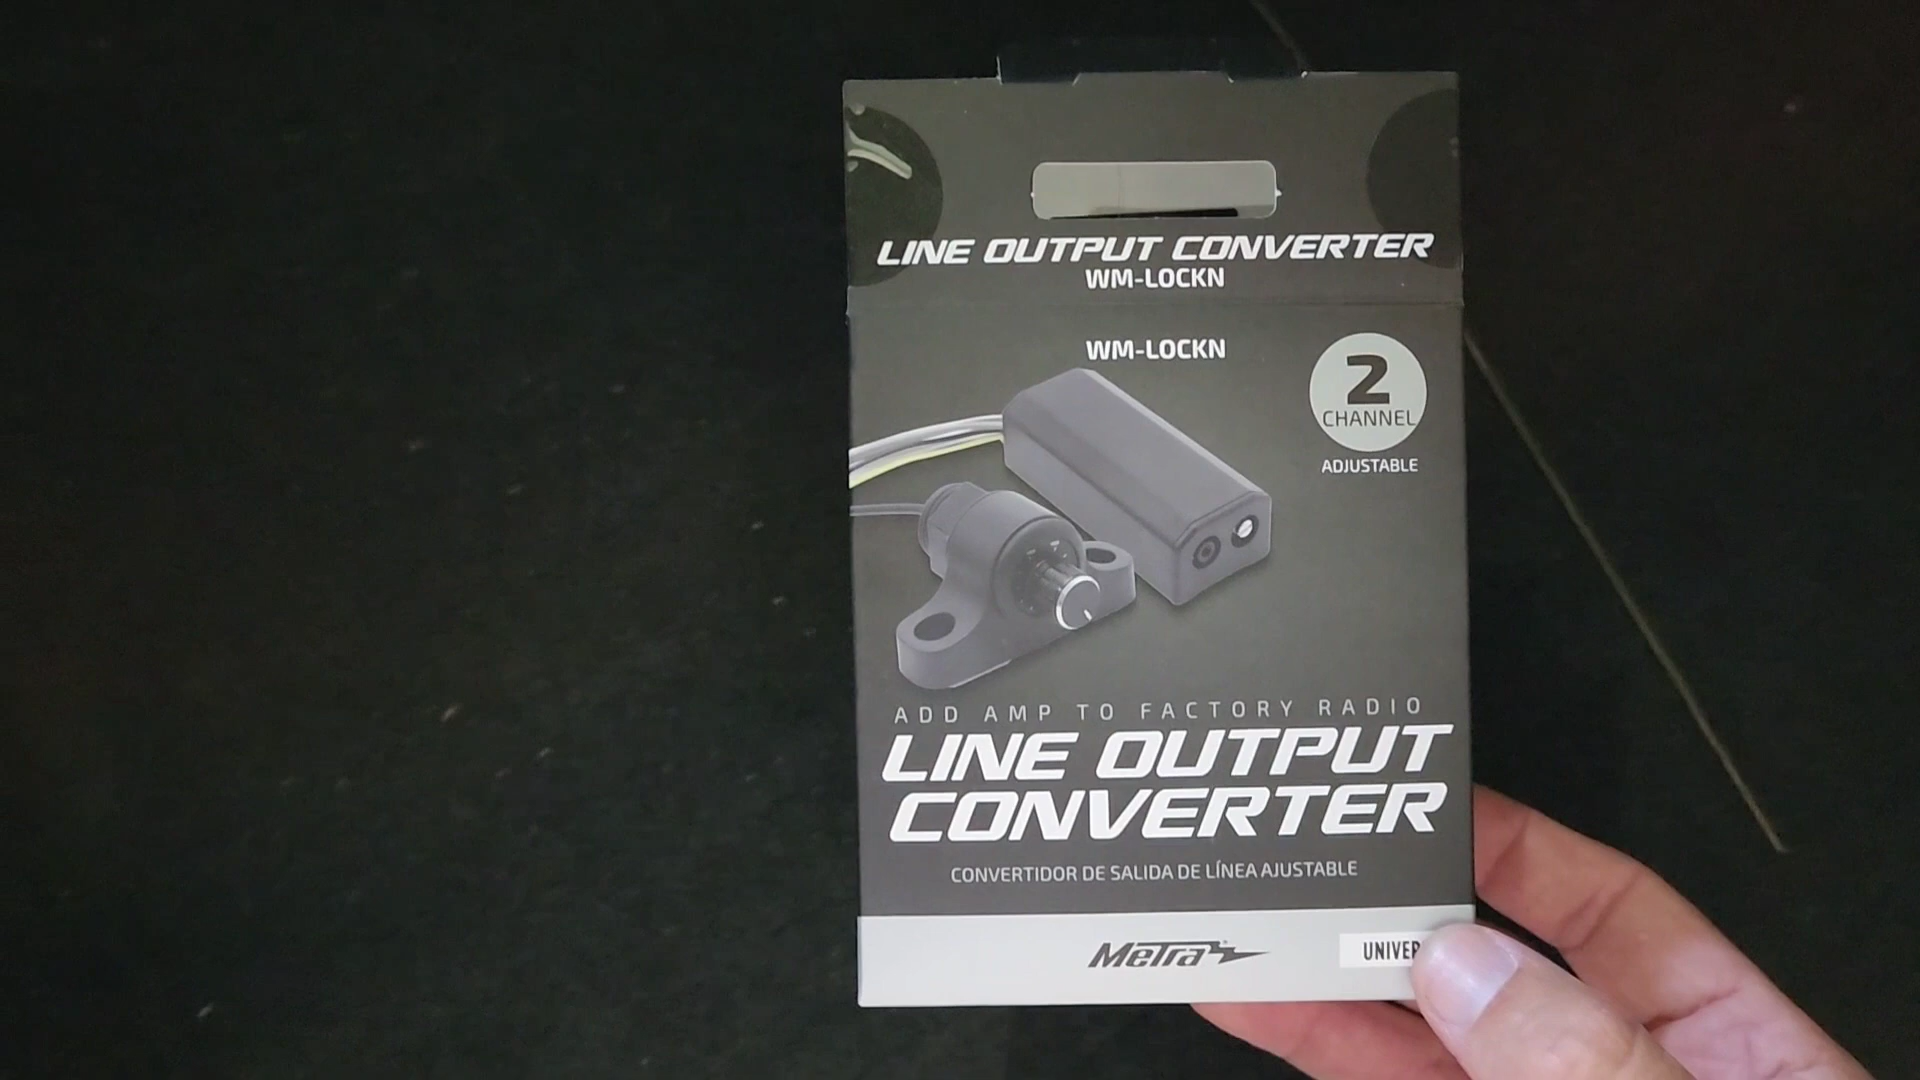 LINE OUTPUT CONVERTER
WM-LOCKN
WM-LOCKN
2
CHANNEL
ADJUSTABLE
ADD AMP TO FACTORY RADIO
LINE OUTPUT
CONVERTER
CONVERTIDOR DE SALIDA DE LÍNEA AJUSTABLE
Metra